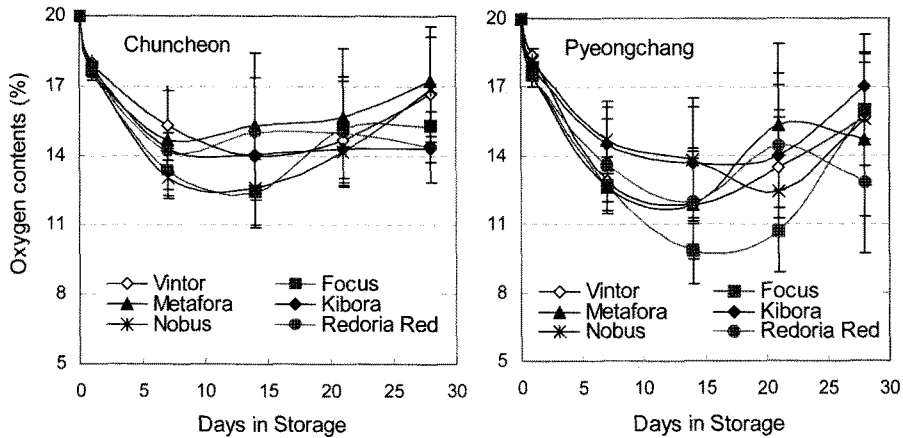 Chuncheon
Oxygen contents (%)
20
17
14
11
8
5
Vintor
Focus
Metafora
Kibora
Nobus
Redoria Red
0
5
10
15
20
25
30
Days in Storage
Pyeongchang
20
17
14
11
8
5
Vintor
Focus
Metafora
Kibora
Nobus
Redoria Red
0
5
10
15
20
25
30
Days in Storage